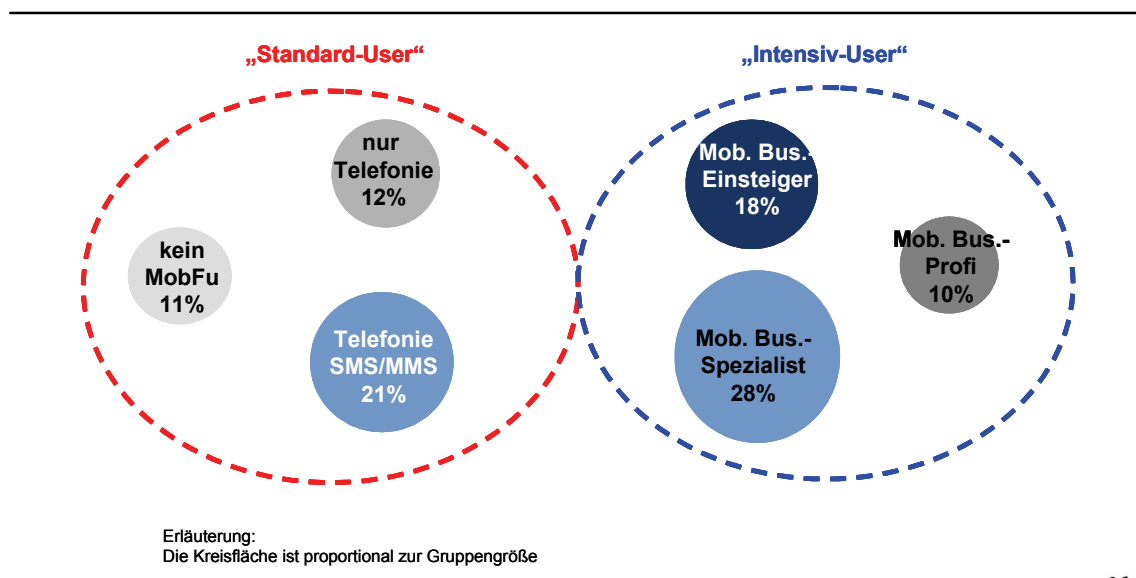 „Standard-User“
„Intensiv-User“
nur
Telefonie
12%
kein
MobFu
11%
Telefonie
SMS/MMS
21%
Mob. Bus.-
Einsteiger
18%
Mob. Bus.-
Profi
10%
Mob. Bus.-
Spezialist
28%
Erläuterung:
Die Kreisfläche ist proportional zur Gruppengröße